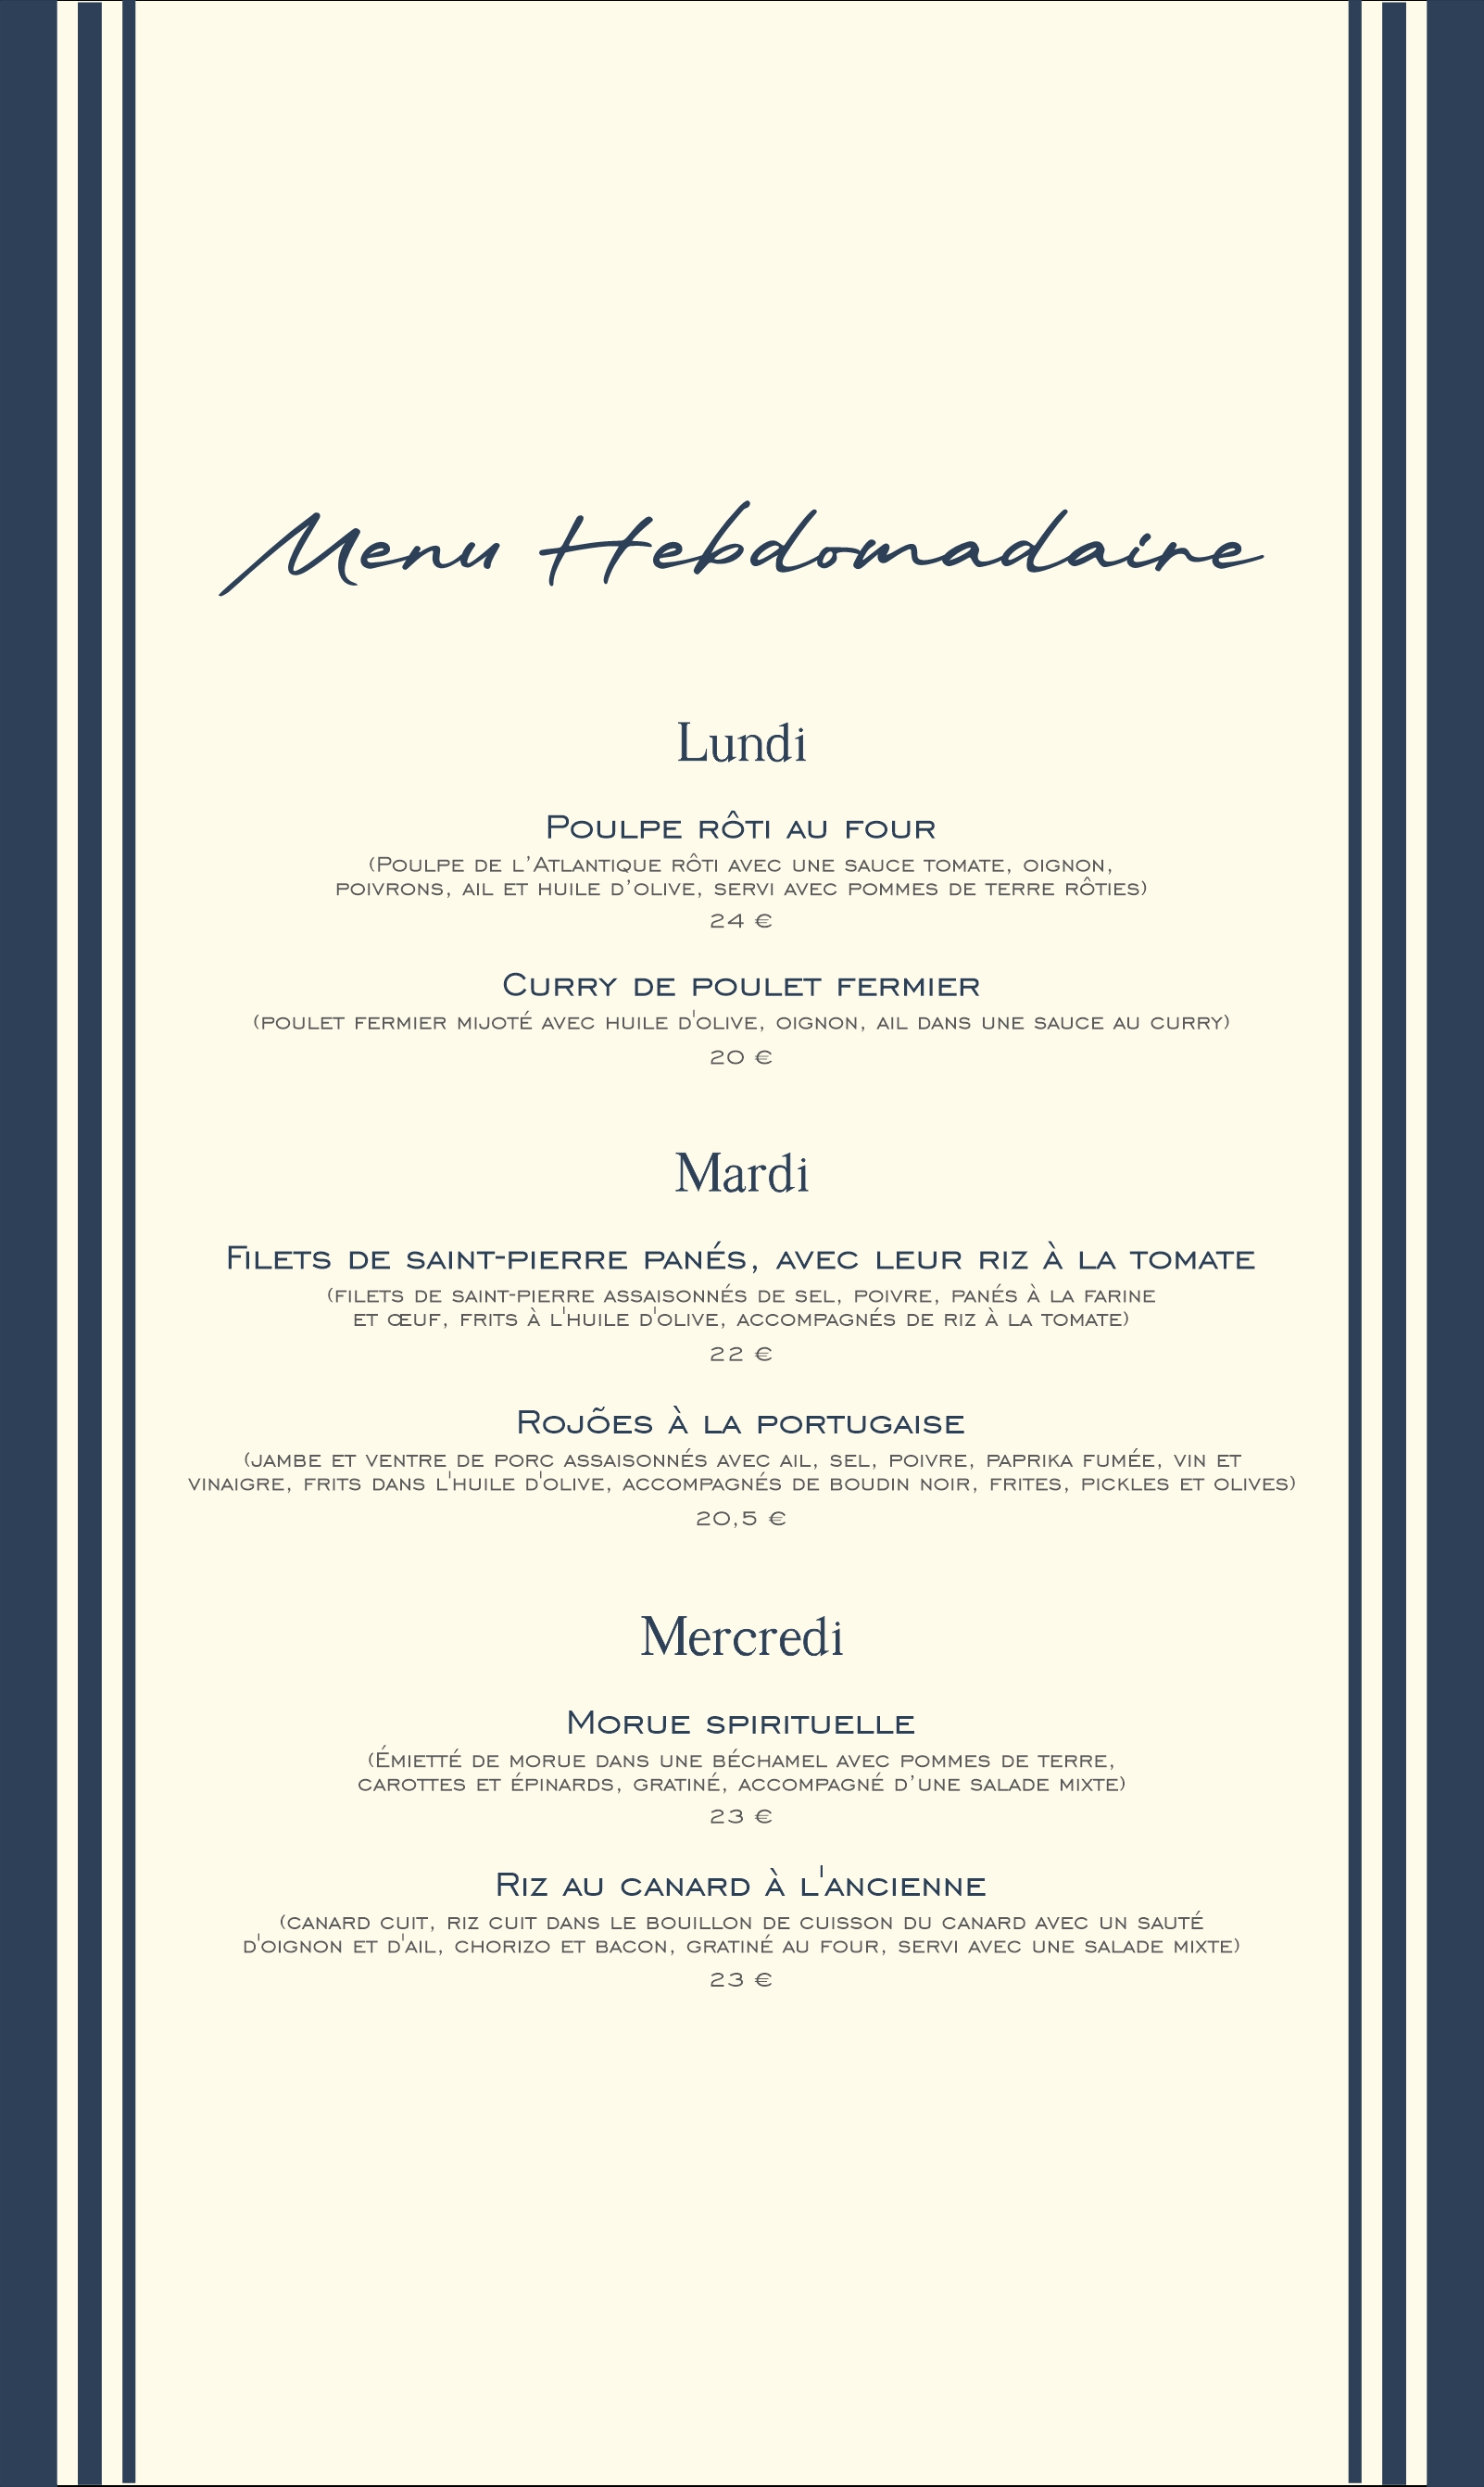 Menu Hebdomadaire
Lundi
Poulpe rôti au four
(Poulpe de l’Atlantique rôti avec une sauce tomate, oignon,
poivrons, ail et huile d’olive, servi avec pommes de terre rôties)
24 €
Curry de poulet fermier
(poulet fermier mijoté avec huile d'olive, oignon, ail dans une sauce au curry)
20 €
Mardi
Filets de saint-pierre panés, avec leur riz à la tomate
(filets de saint-pierre assaisonnés de sel, poivre, panés à la farine
et œuf, frits à l'huile d'olive, accompagnés de riz à la tomate)
22 €
Rojões à la portugaise
(jambe et ventre de porc assaisonnés avec ail, sel, poivre, paprika fumée, vin et
vinaigre, frits dans l'huile d'olive, accompagnés de boudin noir, frites, pickles et olives)
20,5 €
Mercredi
Morue spirituelle
(Émietté de morue dans une béchamel avec pommes de terre,
carottes et épinards, gratiné, accompagné d’une salade mixte)
23 €
Riz au canard à l'ancienne
(canard cuit, riz cuit dans le bouillon de cuisson du canard avec un sauté
d'oignon et d'ail, chorizo et bacon, gratiné au four, servi avec une salade mixte)
23 €